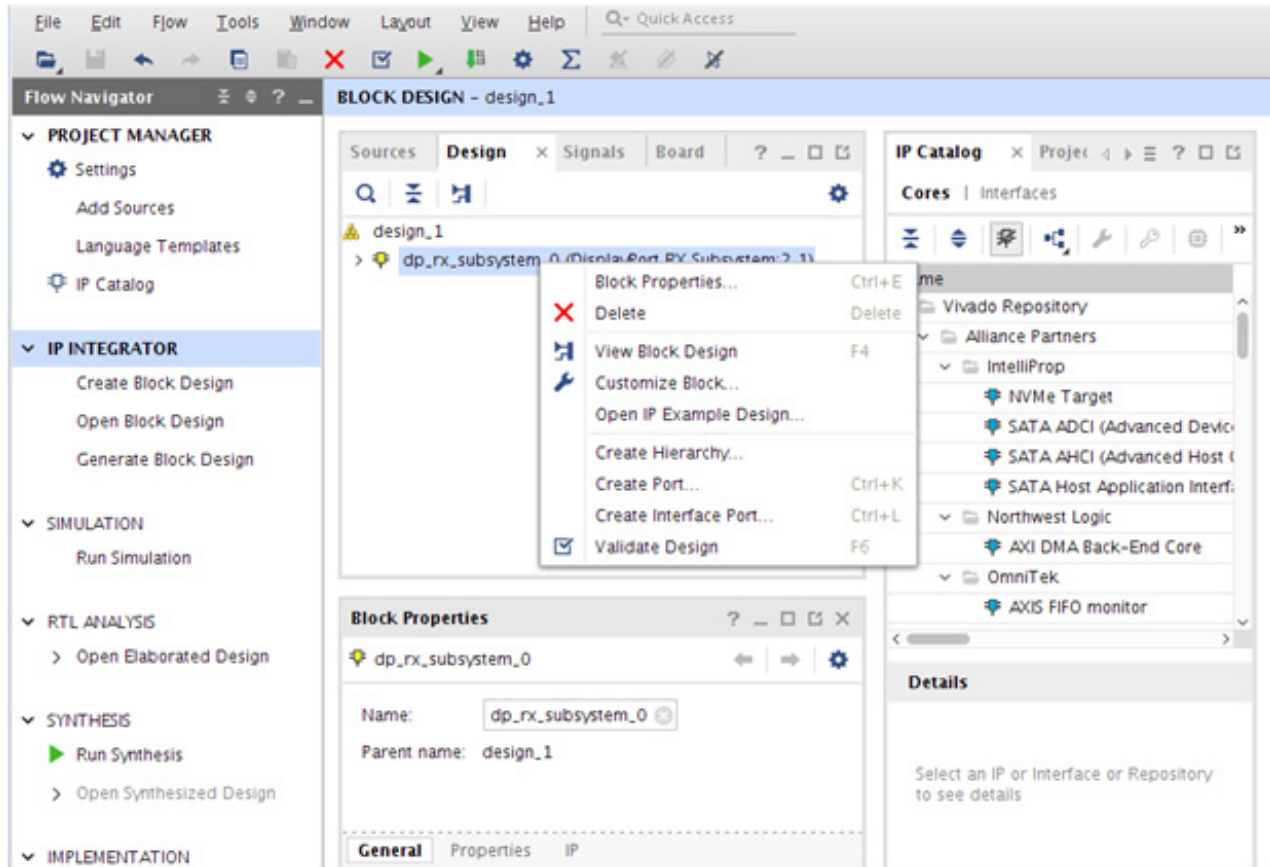 File Edit Flow Tools Window Layout View Help Quick Access
Flow Navigator
PROJECT MANAGER
Settings
Add Sources
Language Templates
IP Catalog
IP INTEGRATOR
Create Block Design
Open Block Design
Generate Block Design
SIMULATION
Run Simulation
RTL ANALYSIS
Open Elaborated Design
SYNTHESIS
Run Synthesis
Open Synthesized Design
IMPLEMENTATION
BLOCK DESIGN - design_1
Sources Design Signals Board
design_1
dp_rx_subsystem_0 (DisplayPort RX Subsystem:2.1)
Block Properties... Ctrl+E
Delete Delete
View Block Design F4
Customize Block...
Open IP Example Design...
Create Hierarchy...
Create Port... Ctrl+K
Create Interface Port... Ctrl+L
Validate Design F6
Block Properties
dp_rx_subsystem_0
Name: dp_rx_subsystem_0
Parent name: design_1
General Properties IP
IP Catalog Projec
Cores | Interfaces
me
Vivado Repository
Alliance Partners
IntelliProp
NVMe Target
SATA ADCI (Advanced Device
SATA AHCI (Advanced Host
SATA Host Application Interfa
Northwest Logic
AXI DMA Back-End Core
OmniTek
AXIS FIFO monitor
Details
Select an IP or Interface or Repository
to see details